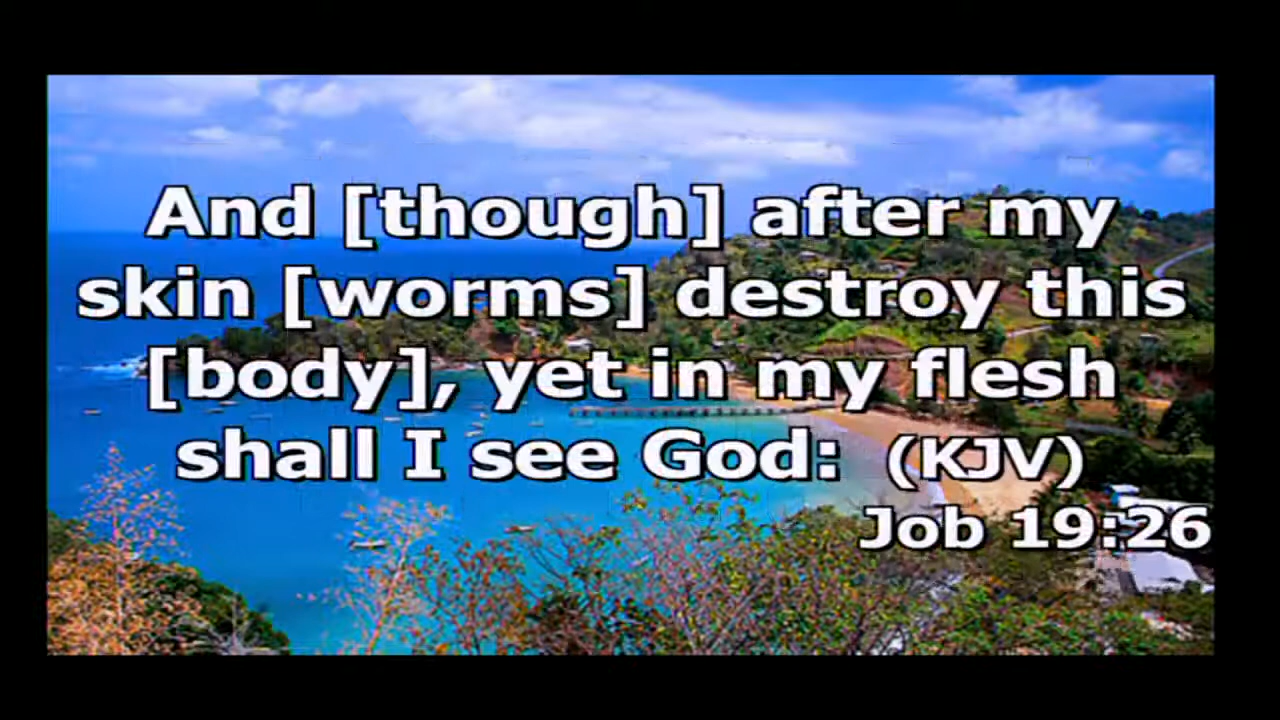 And [though] after my
skin [worms] destroy this
[body], yet in my flesh
shall I see God: (KJV)
Job 19:26